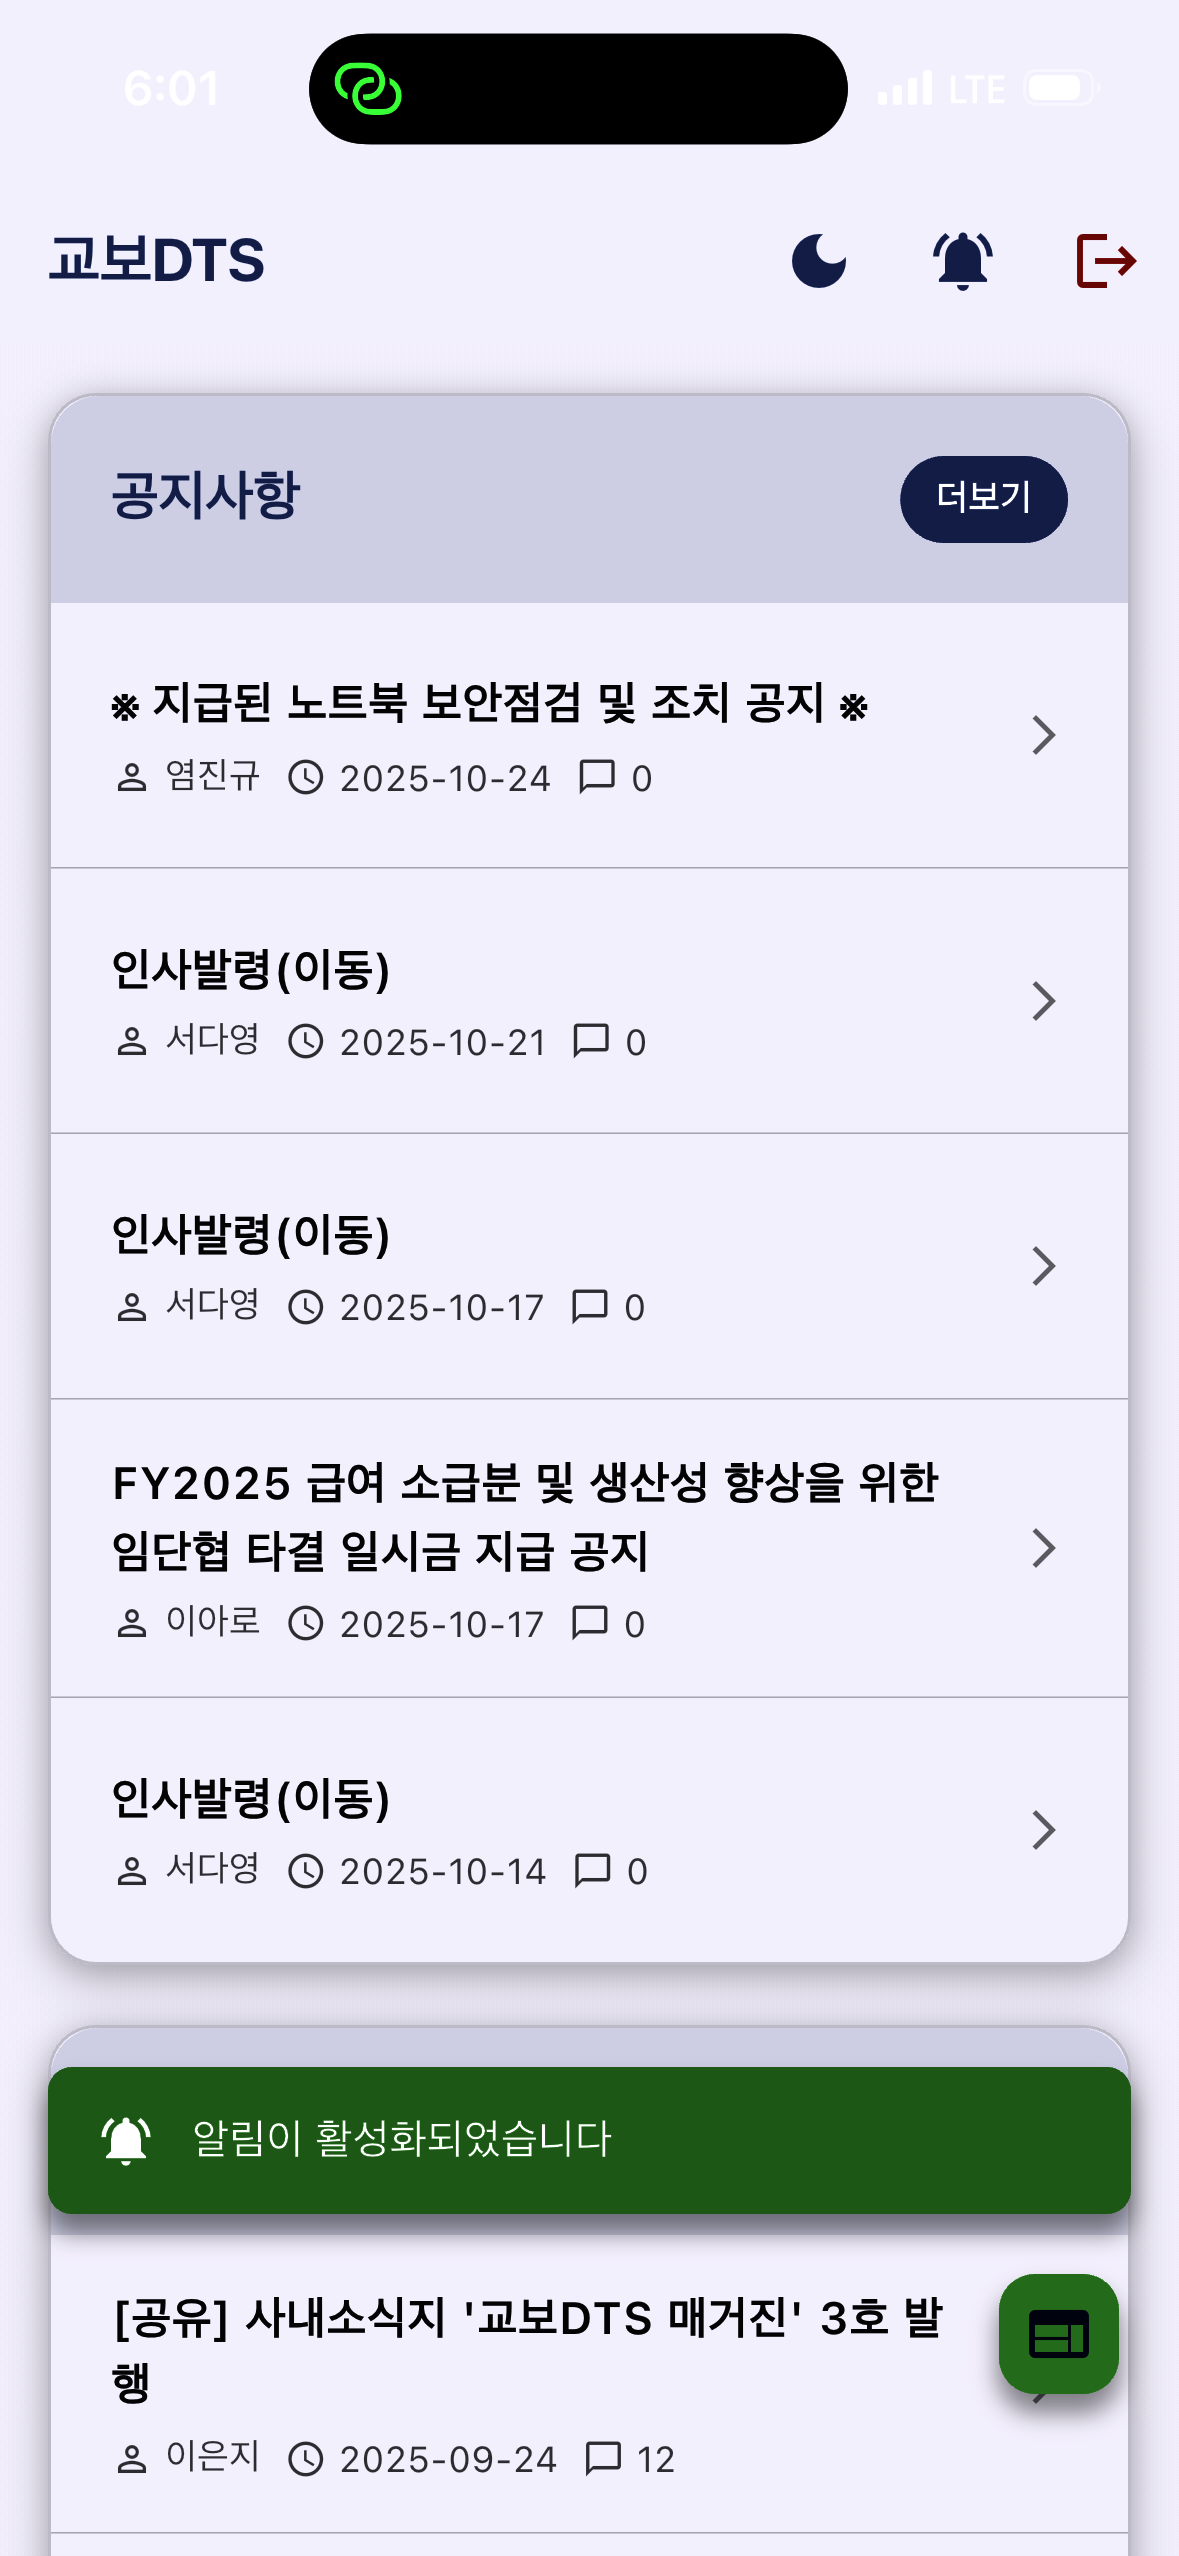 6:01
LTE
교보DTS
공지사항
더보기
※ 지급된 노트북 보안점검 및 조치 공지 ※
염진규 2025-10-24 0
인사발령(이동)
서다영 2025-10-21 0
인사발령(이동)
서다영 2025-10-17 0
FY2025 급여 소급분 및 생산성 향상을 위한
임단협 타결 일시금 지급 공지
이아로 2025-10-17 0
인사발령(이동)
서다영 2025-10-14 0
알림이 활성화되었습니다
[공유] 사내소식지 '교보DTS 매거진' 3호 발
행
이은지 2025-09-24 12